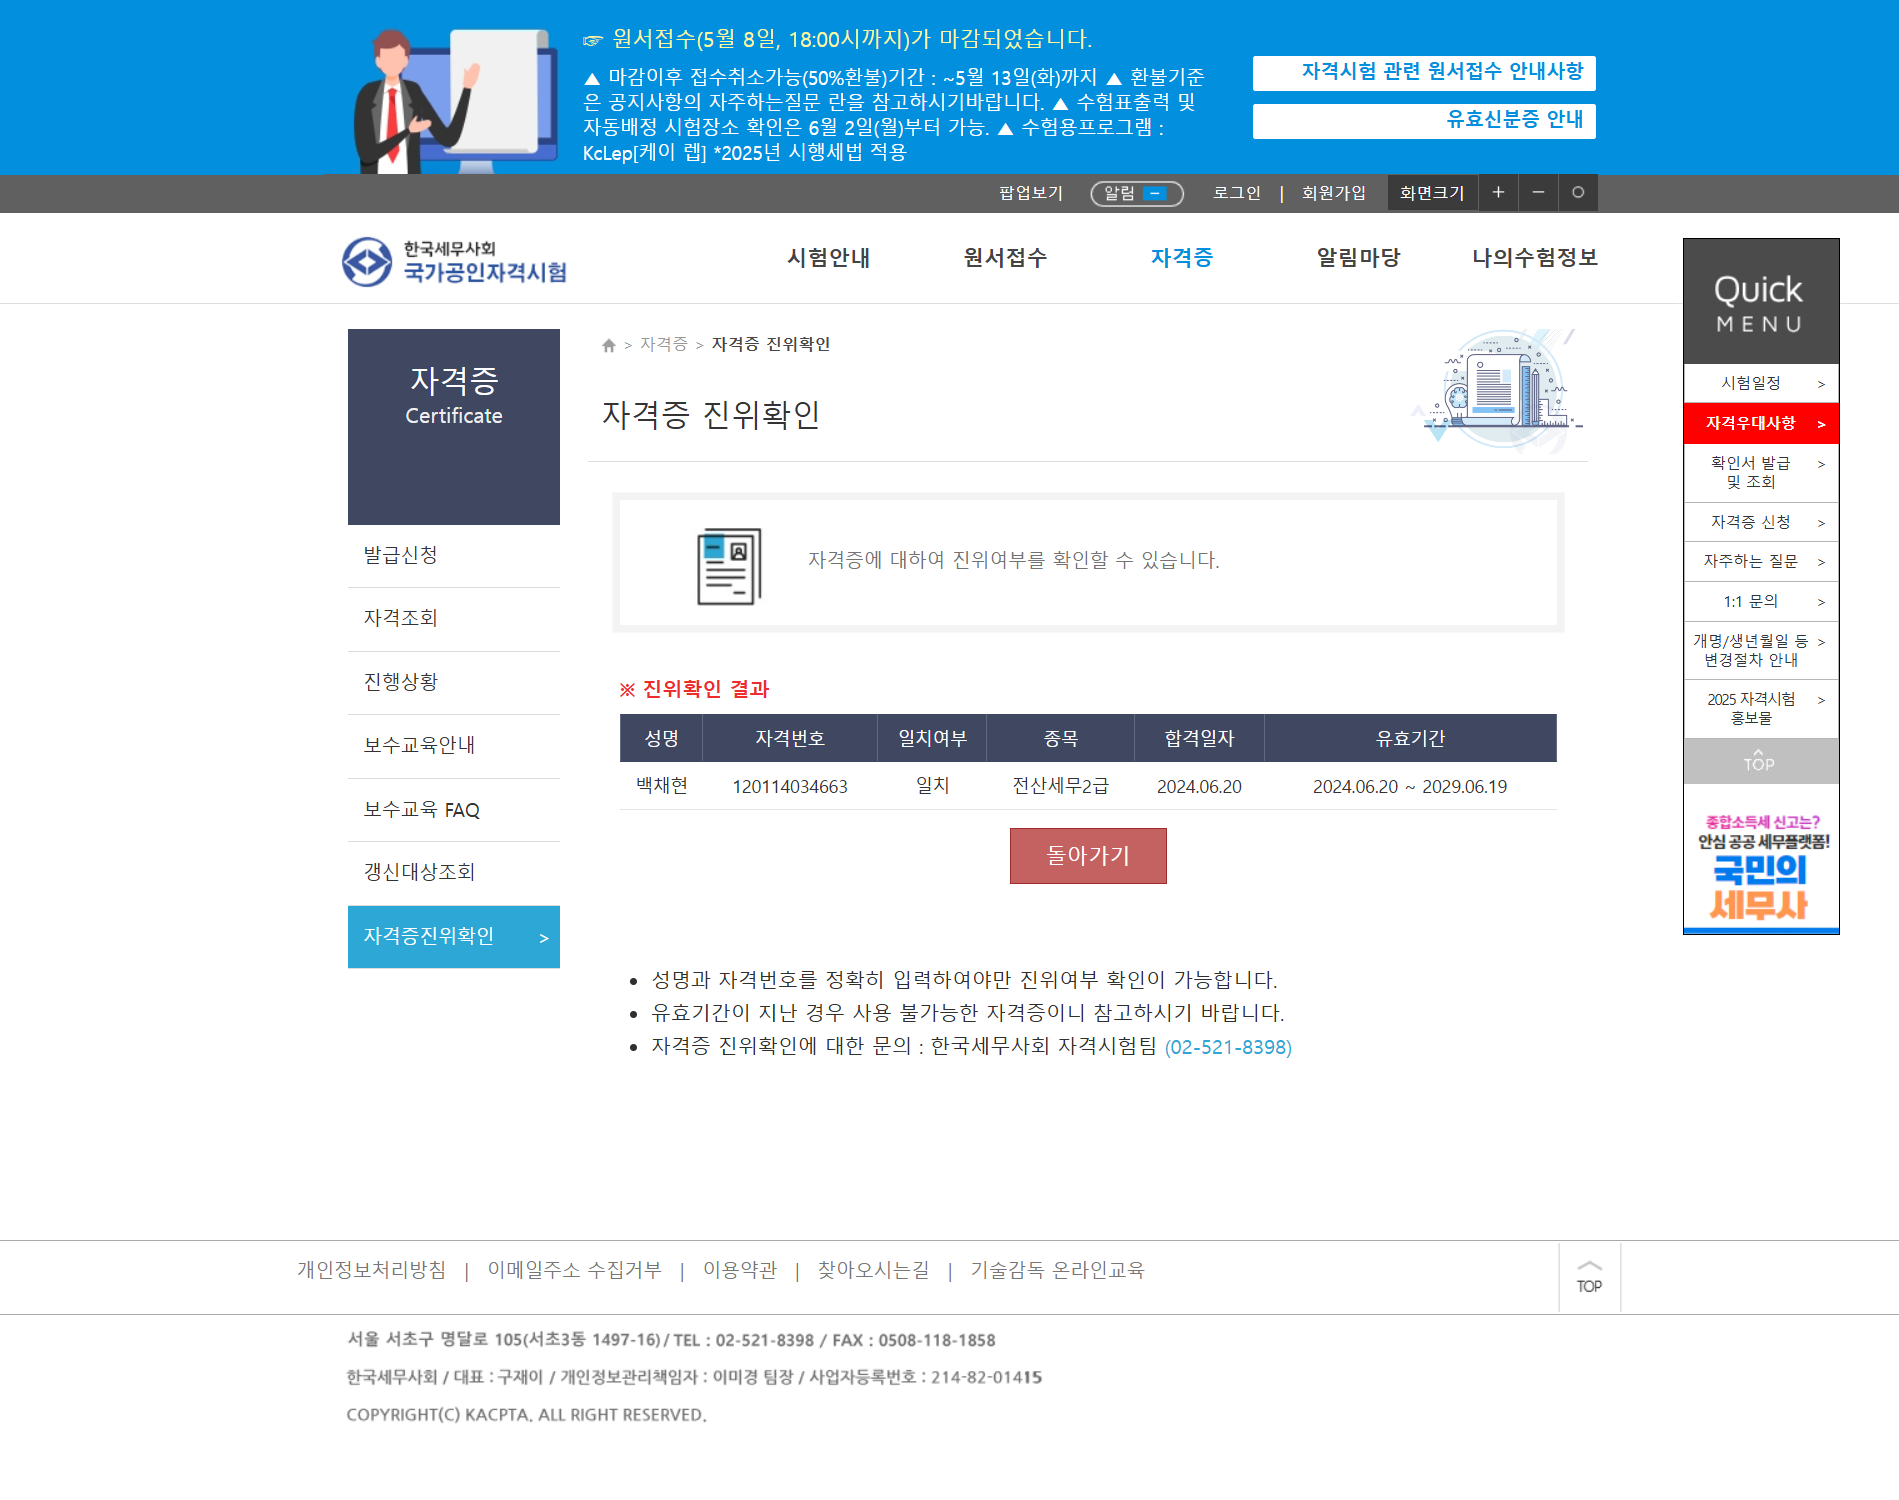 ☞ 원서접수(5월 8일, 18:00시까지)가 마감되었습니다.
▲ 마감이후 접수취소가능(50%환불)기간 : ~5월 13일(화)까지 ▲ 환불기준
은 공지사항의 자주하는질문 란을 참고하시기바랍니다. ▲ 수험표출력 및
자동배정 시험장소 확인은 6월 2일(월)부터 가능. ▲ 수험용프로그램 :
KcLep[케이 렙] *2025년 시행세법 적용
자격시험 관련 원서접수 안내사항
유효신분증 안내
팝업보기 알림 로그인 | 회원가입 화면크기 + − ○
한국세무사회
국가공인자격시험
시험안내 원서접수 자격증 알림마당 나의수험정보
자격증
Certificate
발급신청
자격조회
진행상황
보수교육안내
보수교육 FAQ
갱신대상조회
자격증진위확인 >
> 자격증 > 자격증 진위확인
자격증 진위확인
자격증에 대하여 진위여부를 확인할 수 있습니다.
※ 진위확인 결과
성명 자격번호 일치여부 종목 합격일자 유효기간
백채현 120114034663 일치 전산세무2급 2024.06.20 2024.06.20 ~ 2029.06.19
돌아가기
• 성명과 자격번호를 정확히 입력하여야만 진위여부 확인이 가능합니다.
• 유효기간이 지난 경우 사용 불가능한 자격증이니 참고하시기 바랍니다.
• 자격증 진위확인에 대한 문의 : 한국세무사회 자격시험팀 (02-521-8398)
Quick
MENU
시험일정 >
자격우대사항 >
확인서 발급 >
및 조회
자격증 신청 >
자주하는 질문 >
1:1 문의 >
개명/생년월일 등 >
변경절차 안내
2025 자격시험 >
홍보물
TOP
종합소득세 신고는?
안심 공공 세무플랫폼!
국민의
세무사
개인정보처리방침 | 이메일주소 수집거부 | 이용약관 | 찾아오시는길 | 기술감독 온라인교육
TOP
서울 서초구 명달로 105(서초3동 1497-16) / TEL : 02-521-8398 / FAX : 0508-118-1858
한국세무사회 / 대표 : 구재이 / 개인정보관리책임자 : 이미경 팀장 / 사업자등록번호 : 214-82-01415
COPYRIGHT(C) KACPTA. ALL RIGHT RESERVED.